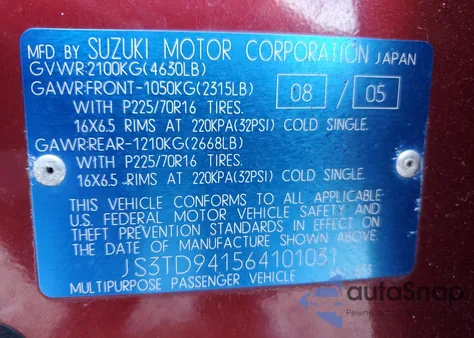 MFD BY SUZUKI MOTOR CORPORATION JAPAN
GVWR:2100KG(4630LB)
GAWR:FRONT-1050KG(2315LB) 08 / 05
WITH P225/70R16 TIRES.
16X6.5 RIMS AT 220KPA(32PSI) COLD SINGLE.
GAWR:REAR-1210KG(2668LB)
WITH P225/70R16 TIRES.
16X6.5 RIMS AT 220KPA(32PSI) COLD SINGLE.
THIS VEHICLE CONFORMS TO ALL APPLICABLE
U.S. FEDERAL MOTOR VEHICLE SAFETY AND
THEFT PREVENTION STANDARDS IN EFFECT ON
THE DATE OF MANUFACTURE SHOWN ABOVE.
JS3TD941564101031
MULTIPURPOSE PASSENGER VEHICLE
autoSnap